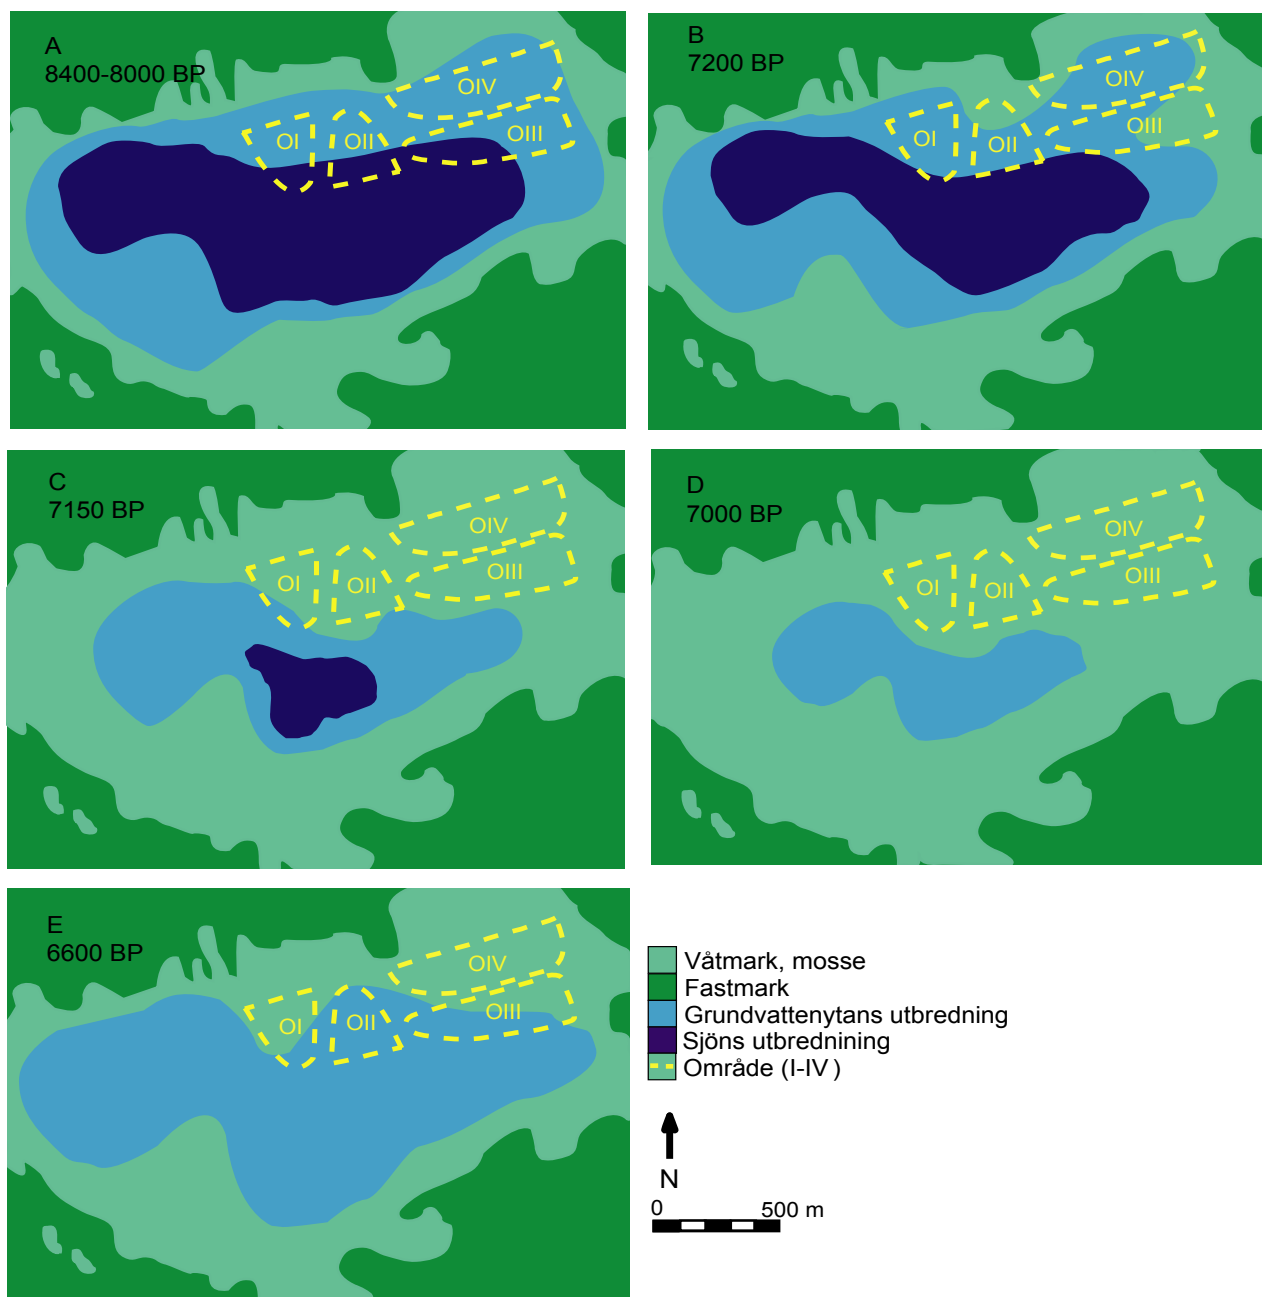 A
8400-8000 BP
OI
OII
OIV
OIII
B
7200 BP
OI
OII
OIV
OIII
C
7150 BP
OI
OII
OIV
OIII
D
7000 BP
OI
OII
OIV
OIII
E
6600 BP
OI
OII
OIV
OIII
Våtmark, mosse
Fastmark
Grundvattenytans utbredning
Sjöns utbrednining
Område (I-IV)
N
0 500 m